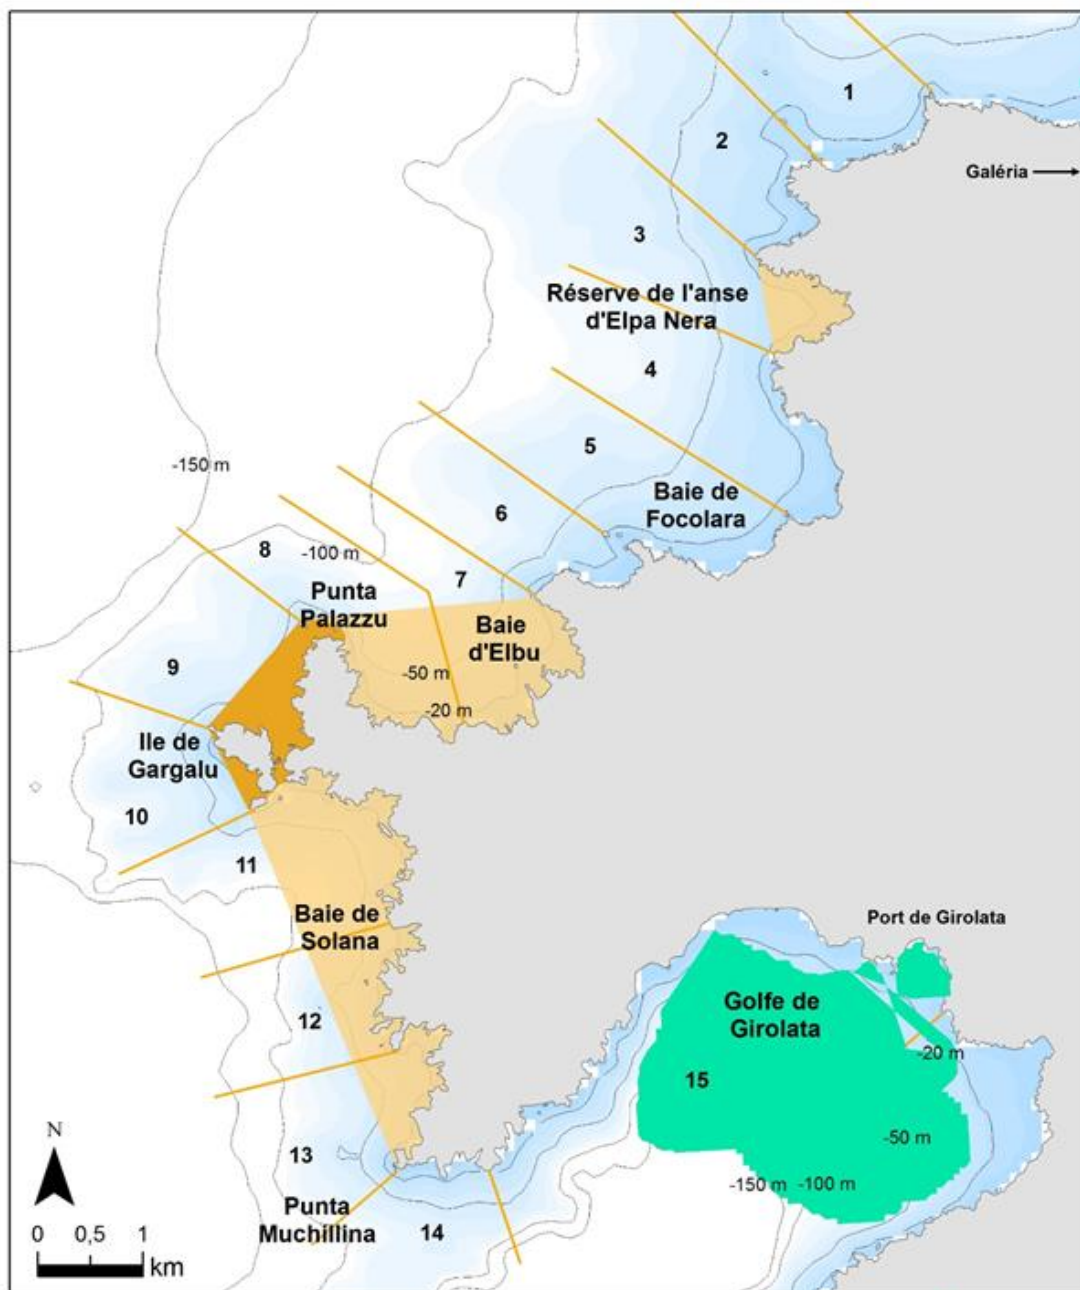 1
2
Galéria
3
Réserve de l'anse
d'Elpa Nera
4
5
-150 m
Baie de
Focolara
6
8
-100 m
7
Punta
Palazzu
Baie
d'Elbu
9
-50 m
-20 m
Ile de
Gargalu
10
11
Baie de
Solana
Port de Girolata
Golfe de
Girolata
12
-20 m
15
N
-50 m
13
-150 m -100 m
Punta
Muchillina
14
0 0,5 1
km